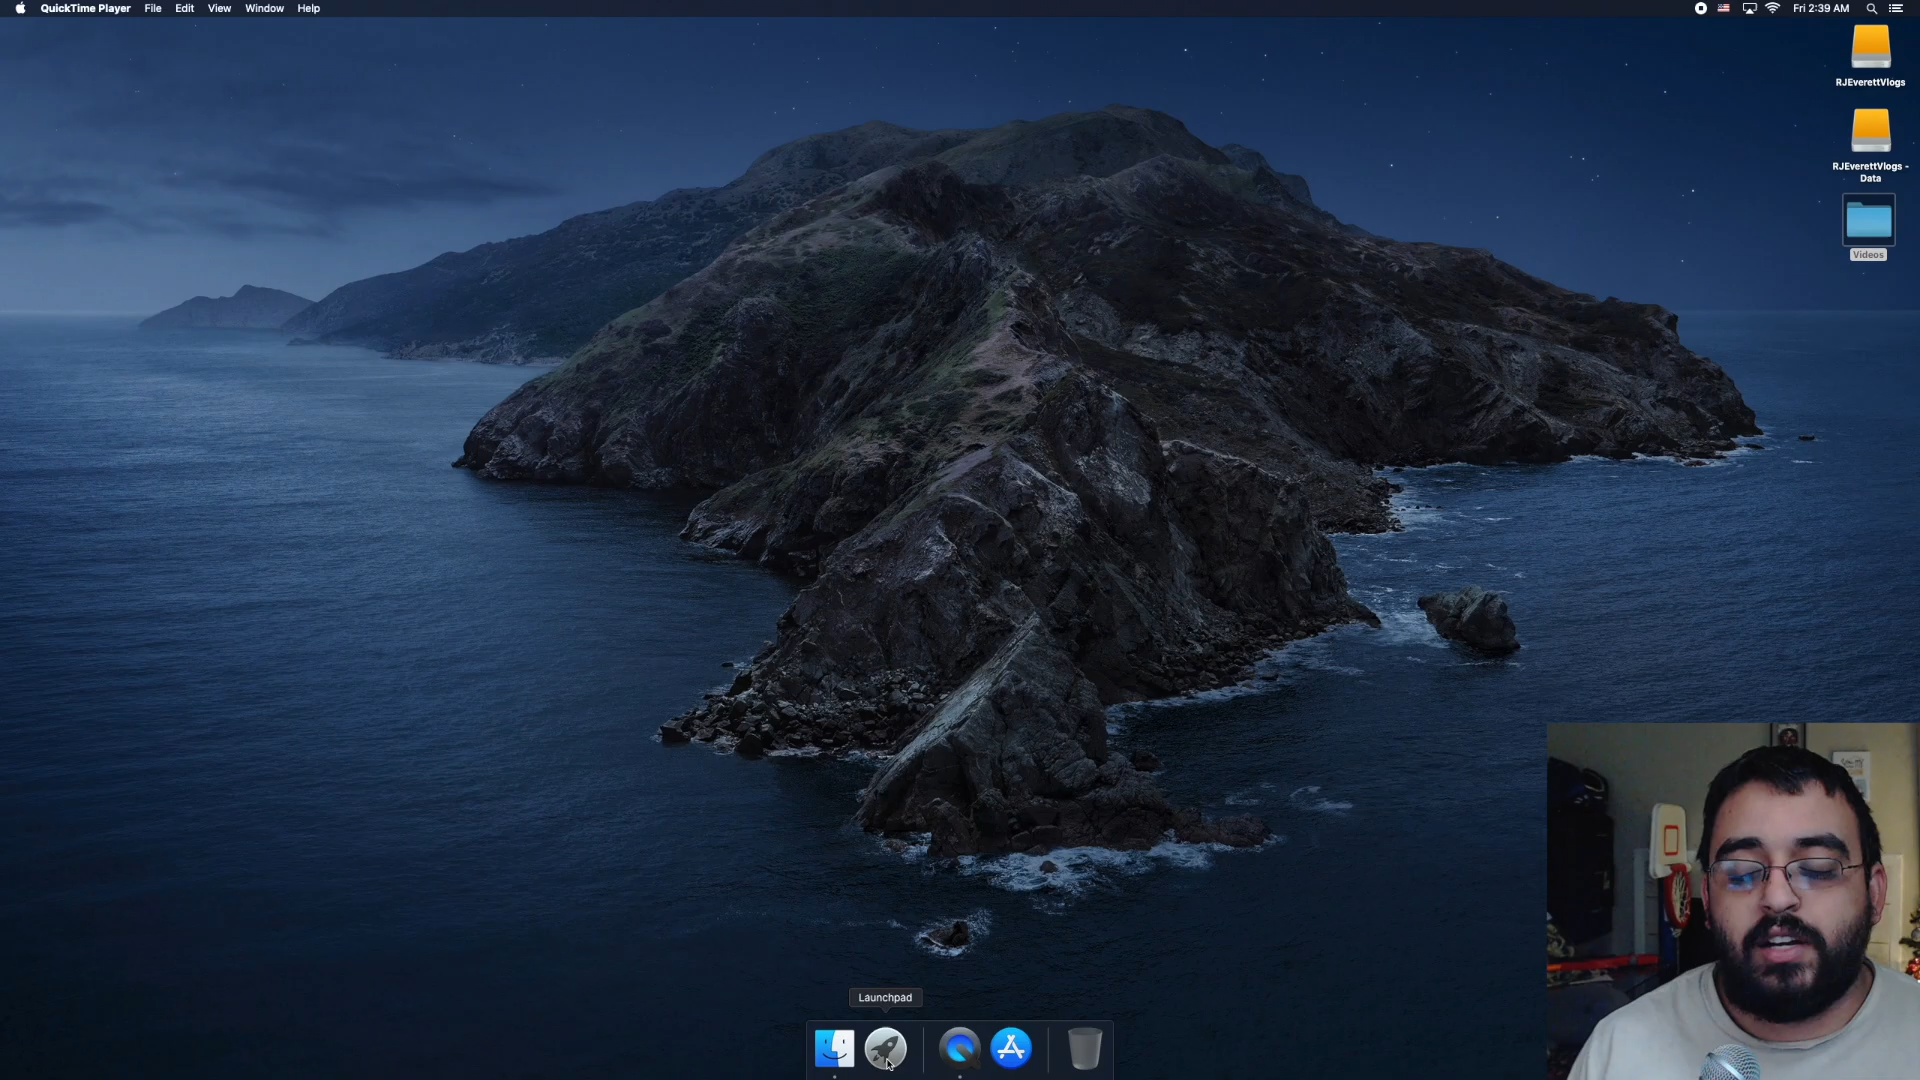 QuickTime Player File Edit View Window Help
Fri 2:39 AM
RJEverettVlogs
RJEverettVlogs -
Data
Videos
Launchpad